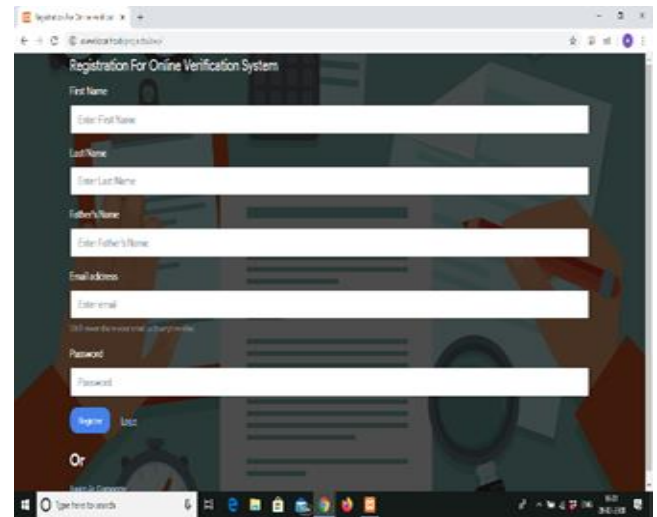 Registration For Online Verification System
First Name
Enter First Name
Last Name
Enter Last Name
Father's Name
Enter Father's Name
Email address
Enter email
Password
Password
Register
Or
Type here to search